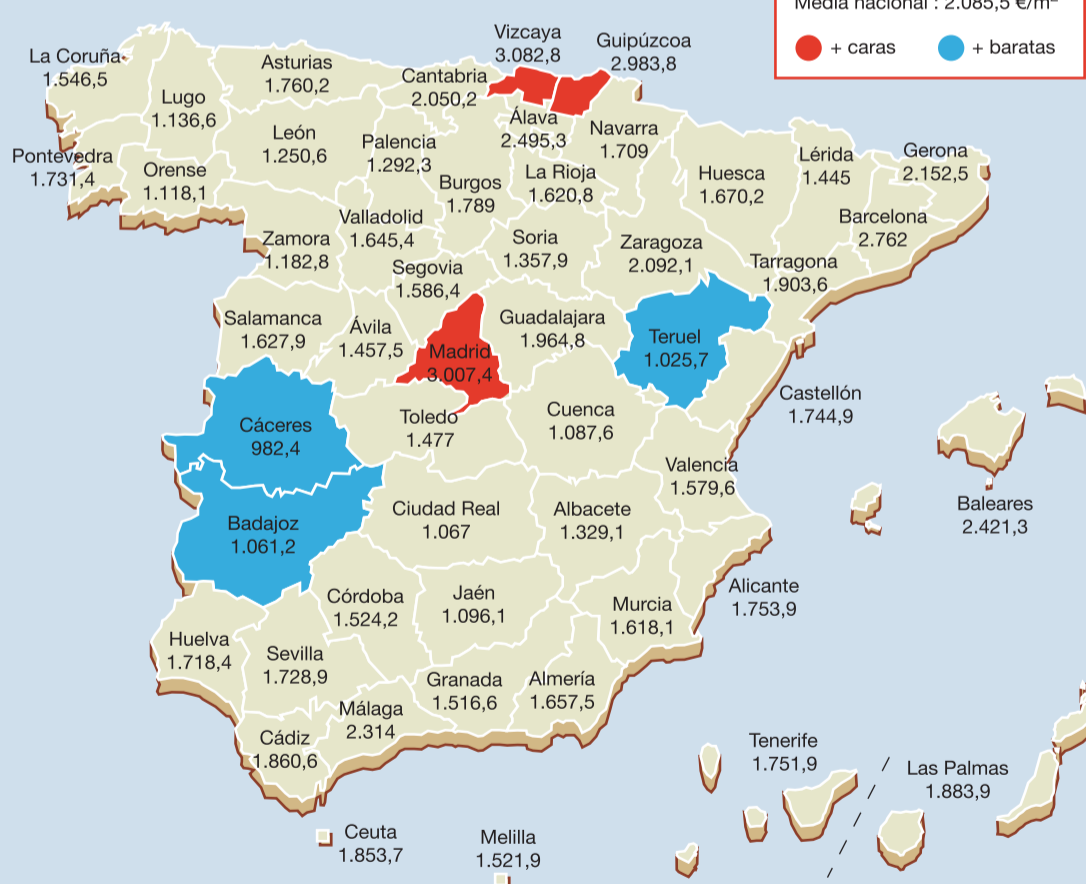 Media nacional : 2.085,5 €/m²
+ caras
+ baratas
Vizcaya
3.082,8
Guipúzcoa
2.983,8
La Coruña
1.546,5
Asturias
1.760,2
Cantabria
2.050,2
Lugo
1.136,6
Álava
2.495,3
Navarra
1.709
León
1.250,6
Palencia
1.292,3
Pontevedra
1.731,4
Orense
1.118,1
Burgos
1.789
La Rioja
1.620,8
Huesca
1.670,2
Lérida
1.445
Gerona
2.152,5
Valladolid
1.645,4
Barcelona
2.762
Zamora
1.182,8
Soria
1.357,9
Zaragoza
2.092,1
Segovia
1.586,4
Tarragona
1.903,6
Salamanca
1.627,9
Ávila
1.457,5
Guadalajara
1.964,8
Teruel
1.025,7
Madrid
3.007,4
Castellón
1.744,9
Cáceres
982,4
Toledo
1.477
Cuenca
1.087,6
Valencia
1.579,6
Baleares
2.421,3
Badajoz
1.061,2
Ciudad Real
1.067
Albacete
1.329,1
Alicante
1.753,9
Córdoba
1.524,2
Jaén
1.096,1
Murcia
1.618,1
Huelva
1.718,4
Sevilla
1.728,9
Granada
1.516,6
Almería
1.657,5
Málaga
2.314
Cádiz
1.860,6
Tenerife
1.751,9
Las Palmas
1.883,9
Ceuta
1.853,7
Melilla
1.521,9